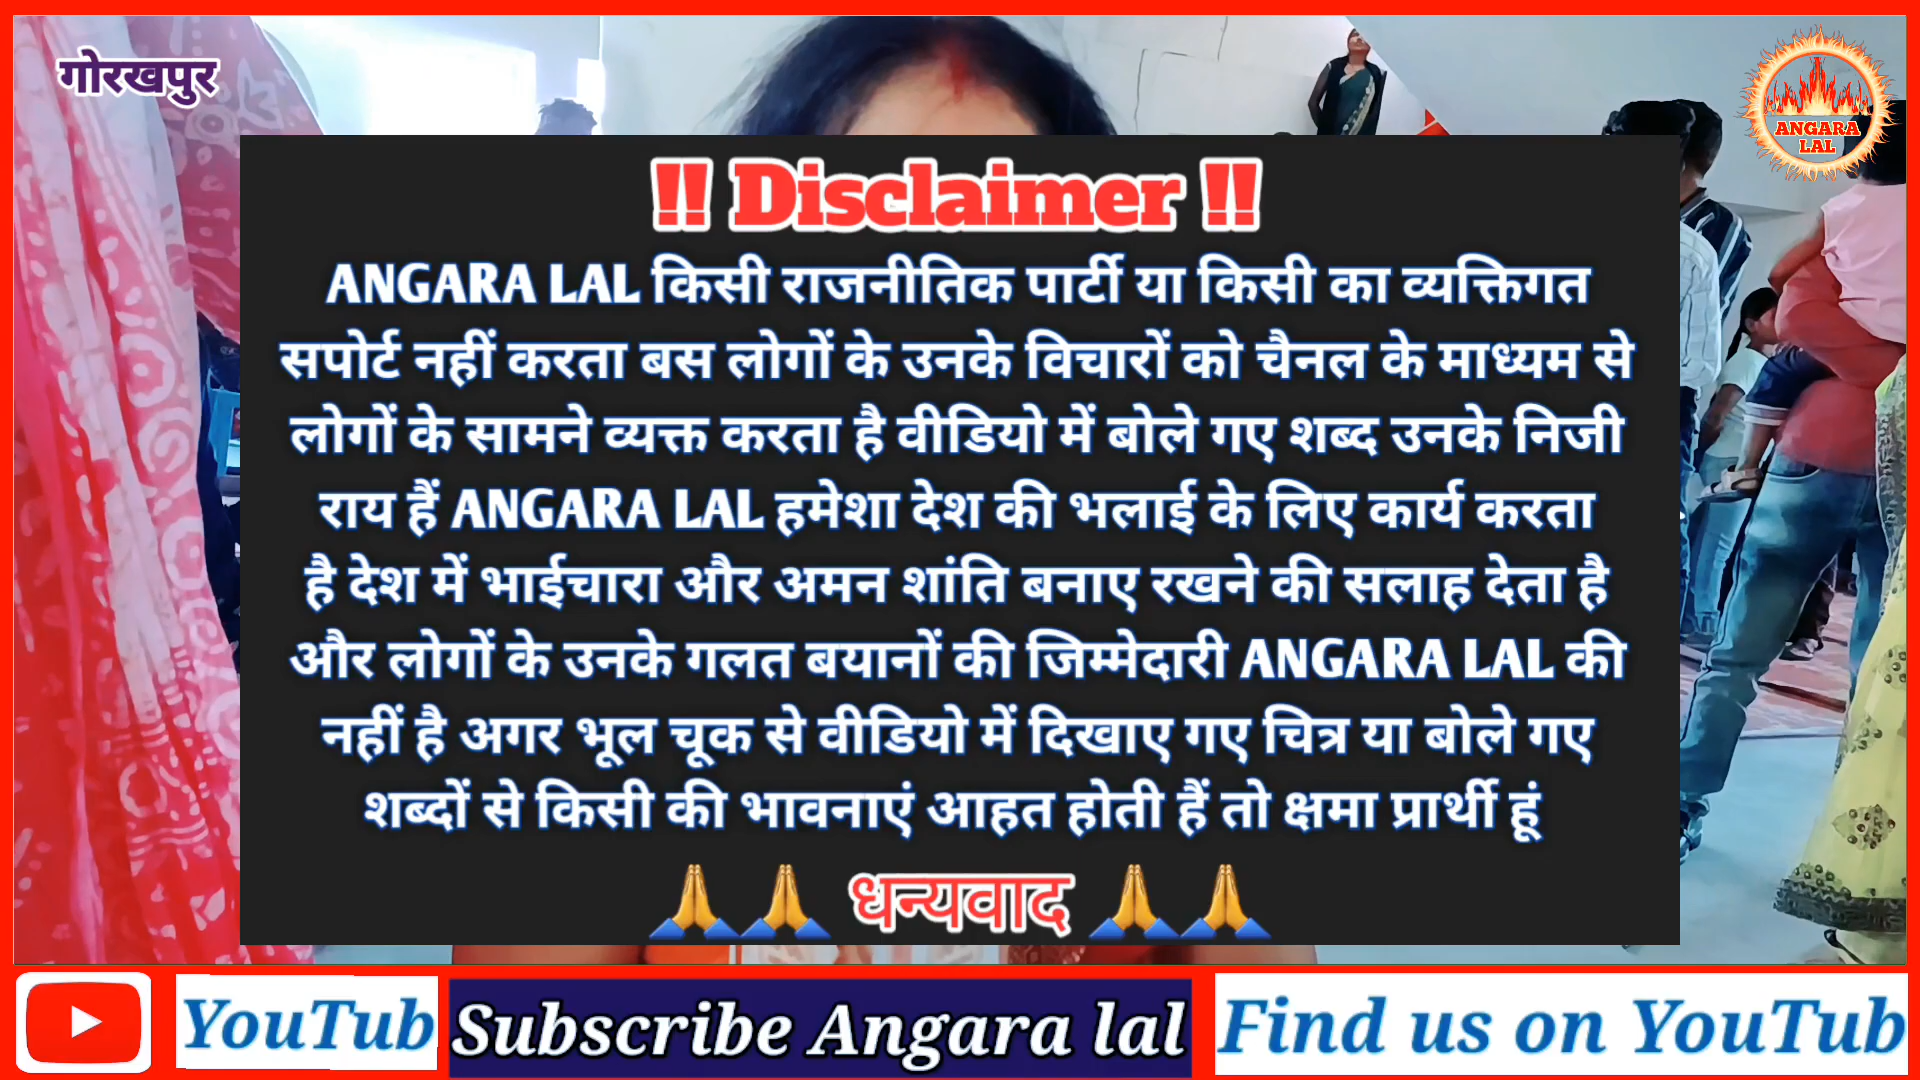 गोरखपुर
ANGARA
LAL
!! Disclaimer !!
ANGARA LAL किसी राजनीतिक पार्टी या किसी का व्यक्तिगत
सपोर्ट नहीं करता बस लोगों के उनके विचारों को चैनल के माध्यम से
लोगों के सामने व्यक्त करता है वीडियो में बोले गए शब्द उनके निजी
राय हैं ANGARA LAL हमेशा देश की भलाई के लिए कार्य करता
है देश में भाईचारा और अमन शांति बनाए रखने की सलाह देता है
और लोगों के उनके गलत बयानों की जिम्मेदारी ANGARA LAL की
नहीं है अगर भूल चूक से वीडियो में दिखाए गए चित्र या बोले गए
शब्दों से किसी की भावनाएं आहत होती हैं तो क्षमा प्रार्थी हूं
🙏🙏 धन्यवाद 🙏🙏
YouTub Subscribe Angara lal Find us on YouTub